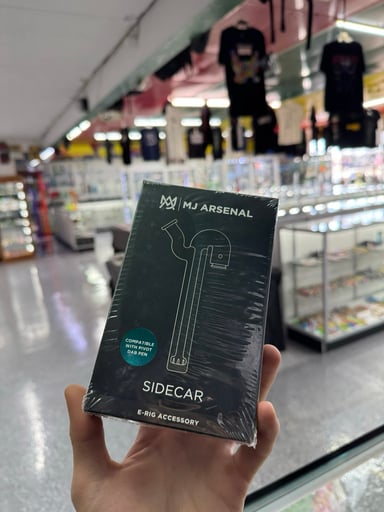 MJ ARSENAL
COMPATIBLE
WITH PIVOT
DAB PEN
SIDECAR
E-RIG ACCESSORY